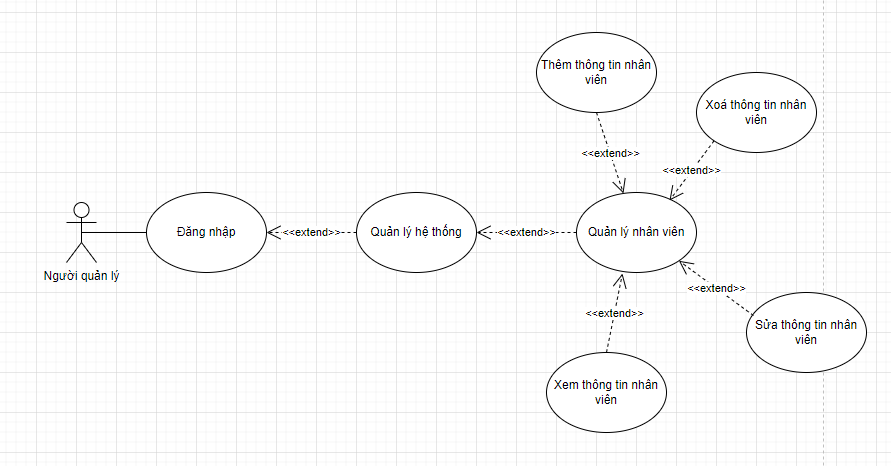 Thêm thông tin nhân
viên
Xoá thông tin nhân
viên
<<extend>>
<<extend>>
Người quản lý
Đăng nhập
<<extend>>
Quản lý hệ thống
<<extend>>
Quản lý nhân viên
<<extend>>
<<extend>>
Sửa thông tin nhân
viên
Xem thông tin nhân
viên